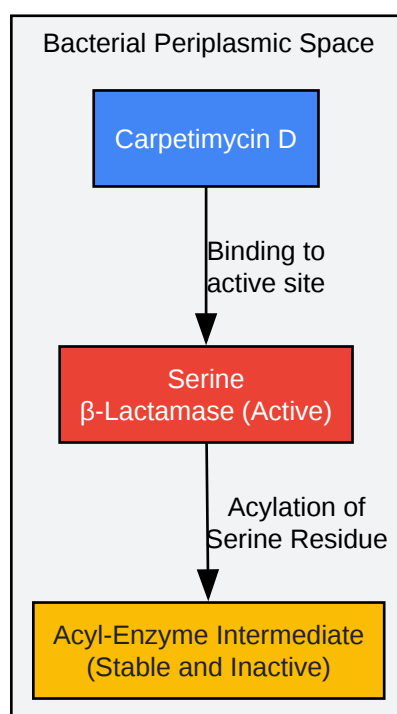 Bacterial Periplasmic Space
Carpetimycin D
Binding to
active site
Serine
β-Lactamase (Active)
Acylation of
Serine Residue
Acyl-Enzyme Intermediate
(Stable and Inactive)